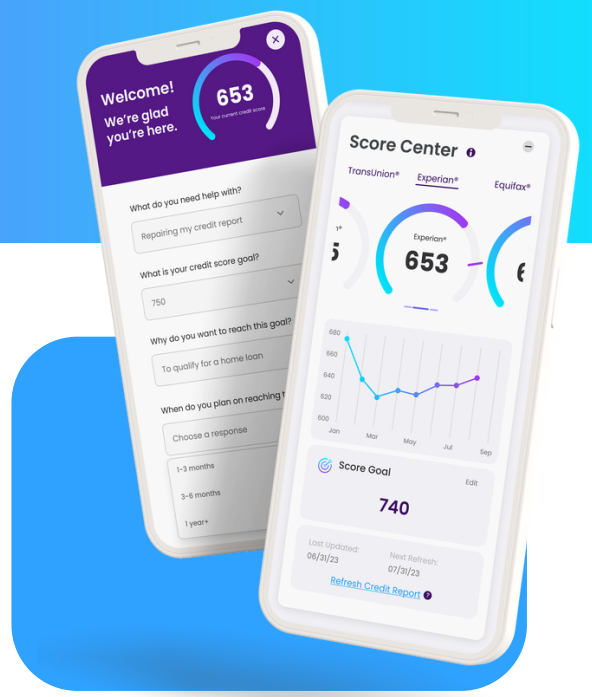 Welcome!
We're glad
you're here.
653
Your current credit score
What do you need help with?
Repairing my credit report
What is your credit score goal?
750
Why do you want to reach this goal?
To qualify for a home loan
When do you plan on reaching
Choose a response
1-3 months
3-6 months
1 year+
Score Center
TransUnion®
Experian®
Equifax®
Experian®
653
680
660
640
620
600
Jan
Mar
May
Jul
Sep
Score Goal
Edit
740
Last Updated:
06/31/23
Next Refresh:
07/31/23
Refresh Credit Report ?